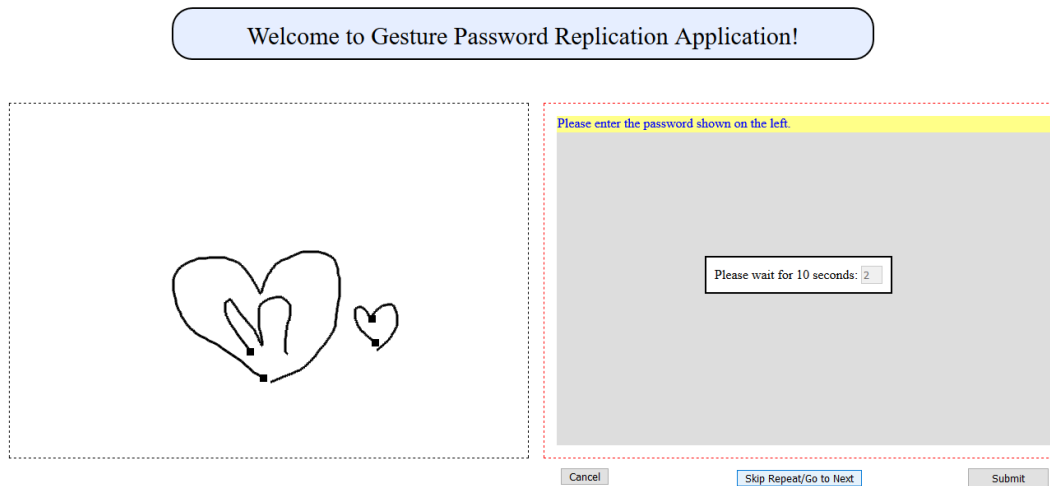 Welcome to Gesture Password Replication Application!
Please enter the password shown on the left.
Please wait for 10 seconds: 2
Cancel
Skip Repeat/Go to Next
Submit